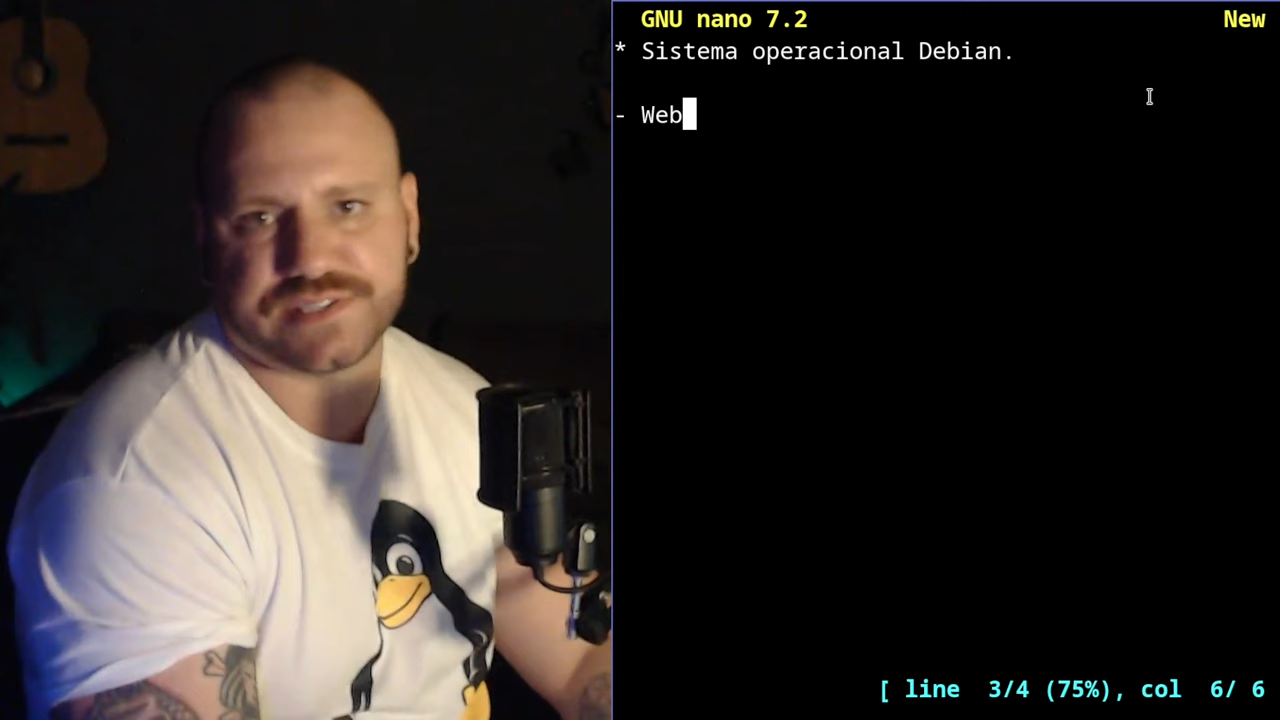 GNU nano 7.2 New
* Sistema operacional Debian.
- Web
[ line 3/4 (75%), col 6/ 6